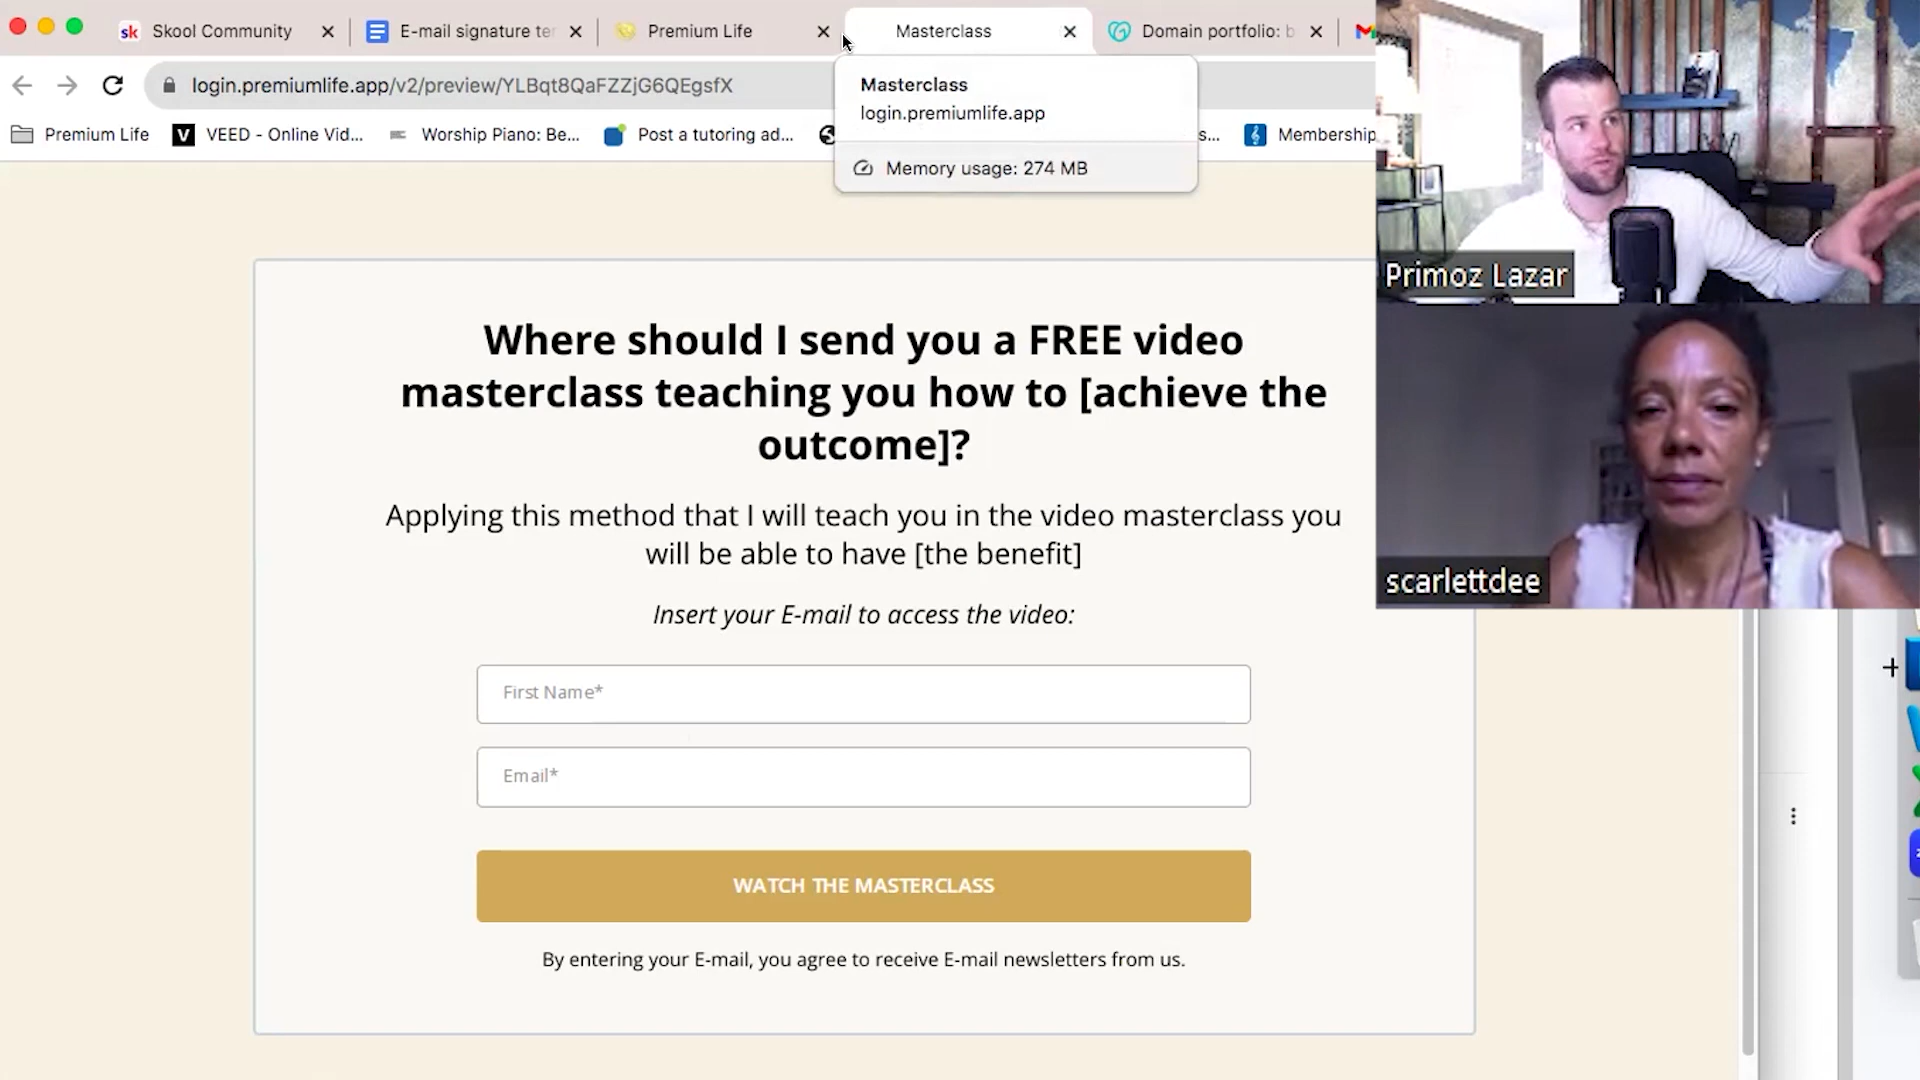 Skool Community
E-mail signature ter
Premium Life
Masterclass
Domain portfolio: b
login.premiumlife.app/v2/preview/YLBqt8QaFZZjG6QEgsfX
Masterclass
login.premiumlife.app
Memory usage: 274 MB
Premium Life
VEED - Online Vid...
Worship Piano: Be...
Post a tutoring ad...
s...
Membership
Primoz Lazar
scarlettdee
Where should I send you a FREE video
masterclass teaching you how to [achieve the
outcome]?
Applying this method that I will teach you in the video masterclass you
will be able to have [the benefit]
Insert your E-mail to access the video:
First Name*
Email*
WATCH THE MASTERCLASS
By entering your E-mail, you agree to receive E-mail newsletters from us.